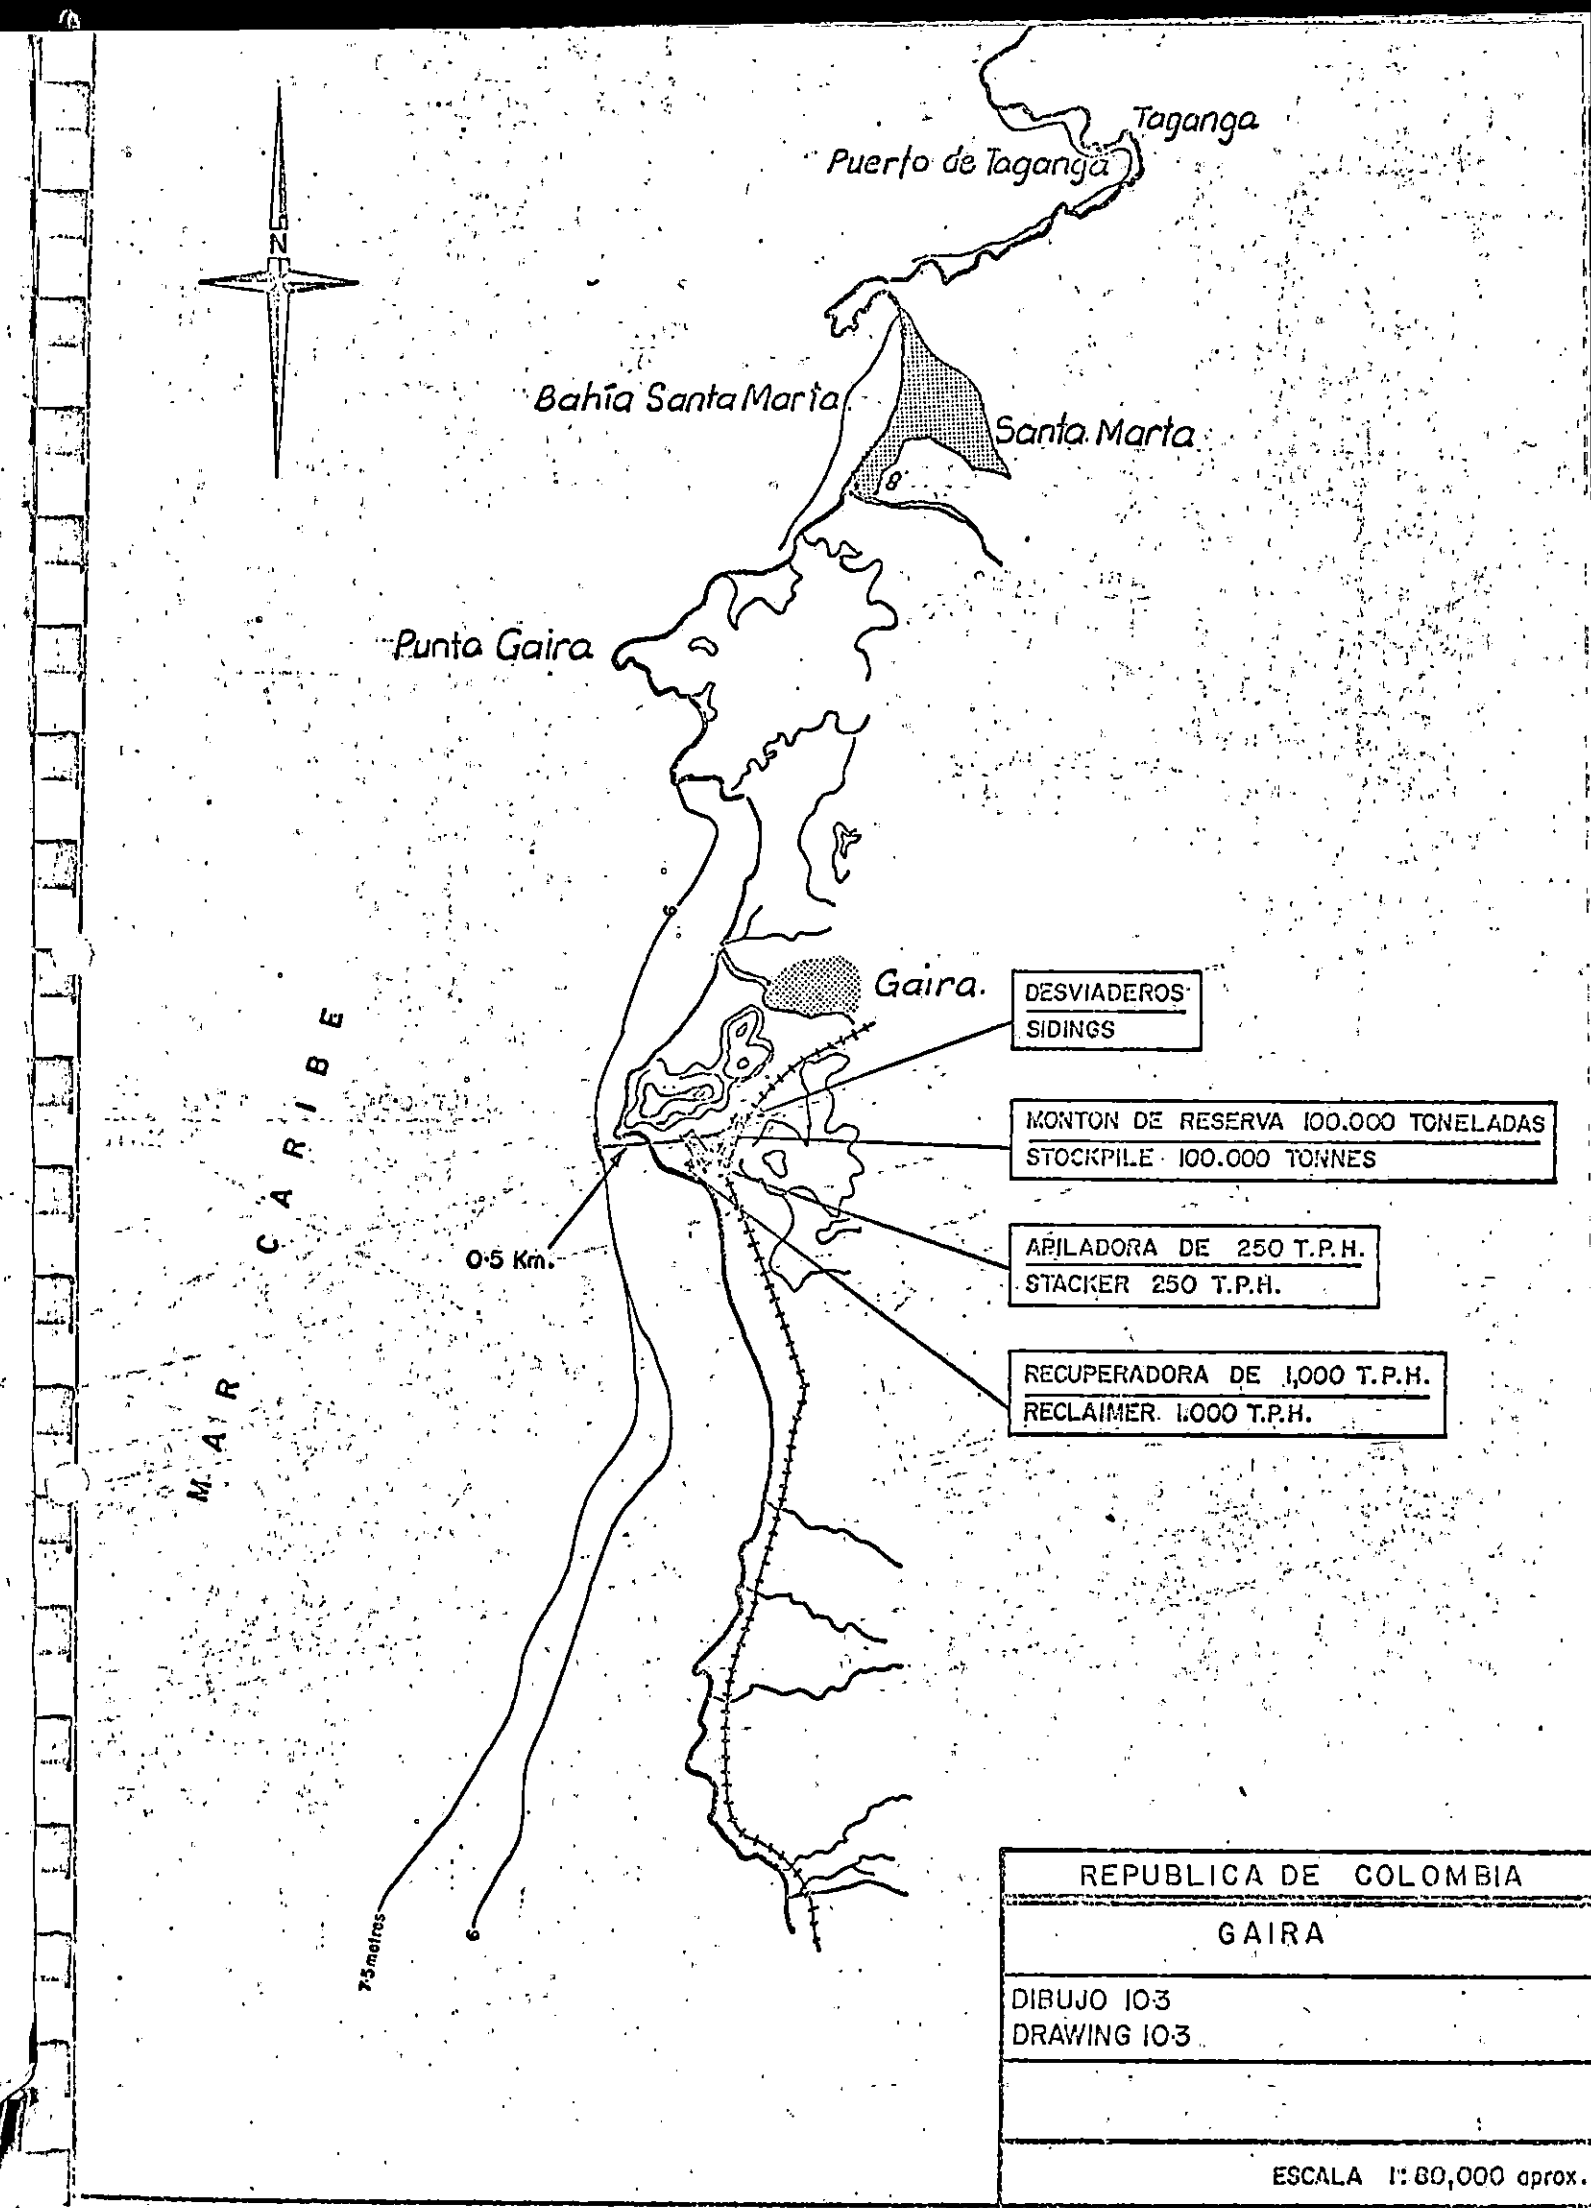 Taganga
Puerto de Taganga
N
Bahía Santa Marta
Santa Marta
8
Punta Gaira
6
Gaira.
DESVIADEROS
SIDINGS
MONTON DE RESERVA 100.000 TONELADAS
STOCKPILE 100.000 TONNES
0.5 Km.
APILADORA DE 250 T.P.H.
STACKER 250 T.P.H.
RECUPERADORA DE 1,000 T.P.H.
RECLAIMER 1.000 T.P.H.
MAR CARIBE
7.5 metros
6
REPUBLICA DE COLOMBIA
GAIRA
DIBUJO 10.3
DRAWING 10.3
ESCALA 1:80,000 aprox.